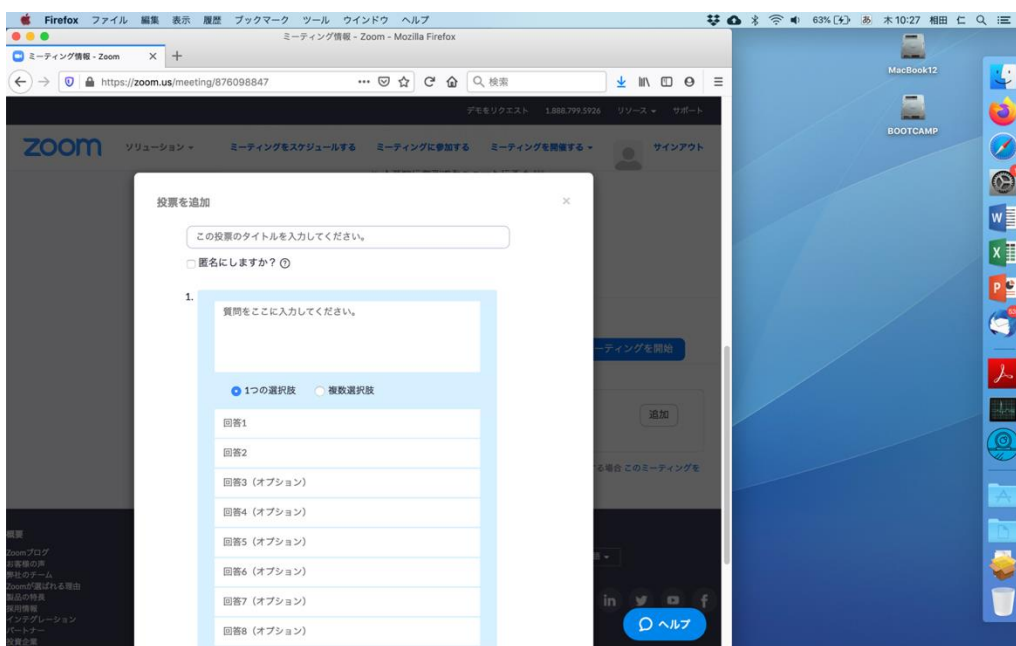 Firefox ファイル 編集 表示 履歴 ブックマーク ツール ウインドウ ヘルプ
63% あ 木10:27 相田 仁
ミーティング情報 - Zoom - Mozilla Firefox
ミーティング情報 - Zoom
https://zoom.us/meeting/876098847
検索
MacBook12
BOOTCAMP
デモをリクエスト 1.888.799.5926 リソース サポート
zoom ソリューション ミーティングをスケジュールする ミーティングに参加する ミーティングを開催する サインアウト
投票を追加
この投票のタイトルを入力してください。
匿名にしますか？
1. 質問をここに入力してください。
ーティングを開始
1つの選択肢 複数選択肢
追加
回答1
回答2
る場合 このミーティングを
回答3（オプション）
回答4（オプション）
回答5（オプション）
回答6（オプション）
回答7（オプション）
回答8（オプション）
概要
Zoomブログ
お客様の声
弊社のチーム
Zoomが選ばれる理由
製品の特長
採用情報
インテグレーション
パートナー
投資企業
ヘルプ